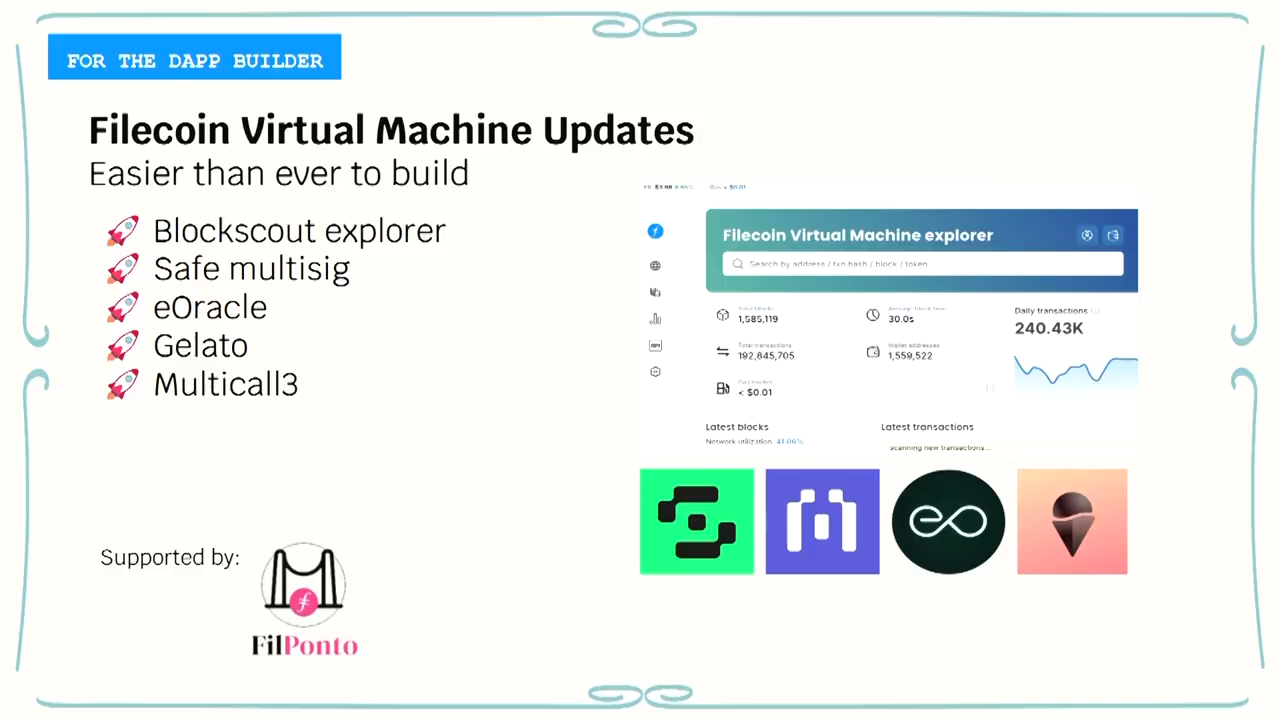 FOR THE DAPP BUILDER
Filecoin Virtual Machine Updates
Easier than ever to build
Blockscout explorer
Safe multisig
eOracle
Gelato
Multicall3
Supported by:
FilPonto
Filecoin Virtual Machine explorer
Search by address / txn hash / block / token
Total blocks
1,585,119
Average block time
30.0s
Daily transactions
240.43K
Total transactions
192,845,705
Wallet addresses
1,559,522
Gas tracker
< $0.01
Latest blocks
Network utilization 41.06%
Latest transactions
scanning new transactions...